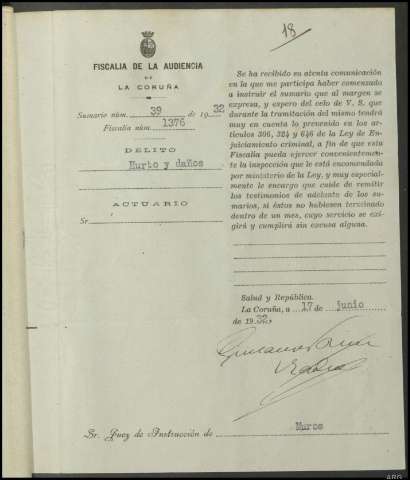 18
FISCALIA DE LA AUDIENCIA
DE
LA CORUÑA
Sumario núm. 39 de 1932
Fiscalía núm. 1376
DELITO
Hurto y daños
ACTUARIO
Sr.
Se ha recibido su atenta comunicación
en la que me participa haber comenzado
a instruir el sumario que al margen se
expresa, y espero del celo de V. S. que
durante la tramitación del mismo tendrá
muy en cuenta lo prevenido en los ar-
tículos 306, 324 y 646 de la Ley de En-
juiciamiento criminal, a fin de que esta
Fiscalía pueda ejercer convenientemen-
te la inspección que le está encomendada
por ministerio de la Ley, y muy especial-
mente le encargo que cuide de remitir
los testimonios de adelanto de los su-
marios, si éstos no hubiesen terminado
dentro de un mes, cuyo servicio se exi-
girá y cumplirá sin excusa alguna.
Salud y República.
La Coruña, a 17 de junio
de 1932
Sr. Juez de Instrucción de Muros
ARG